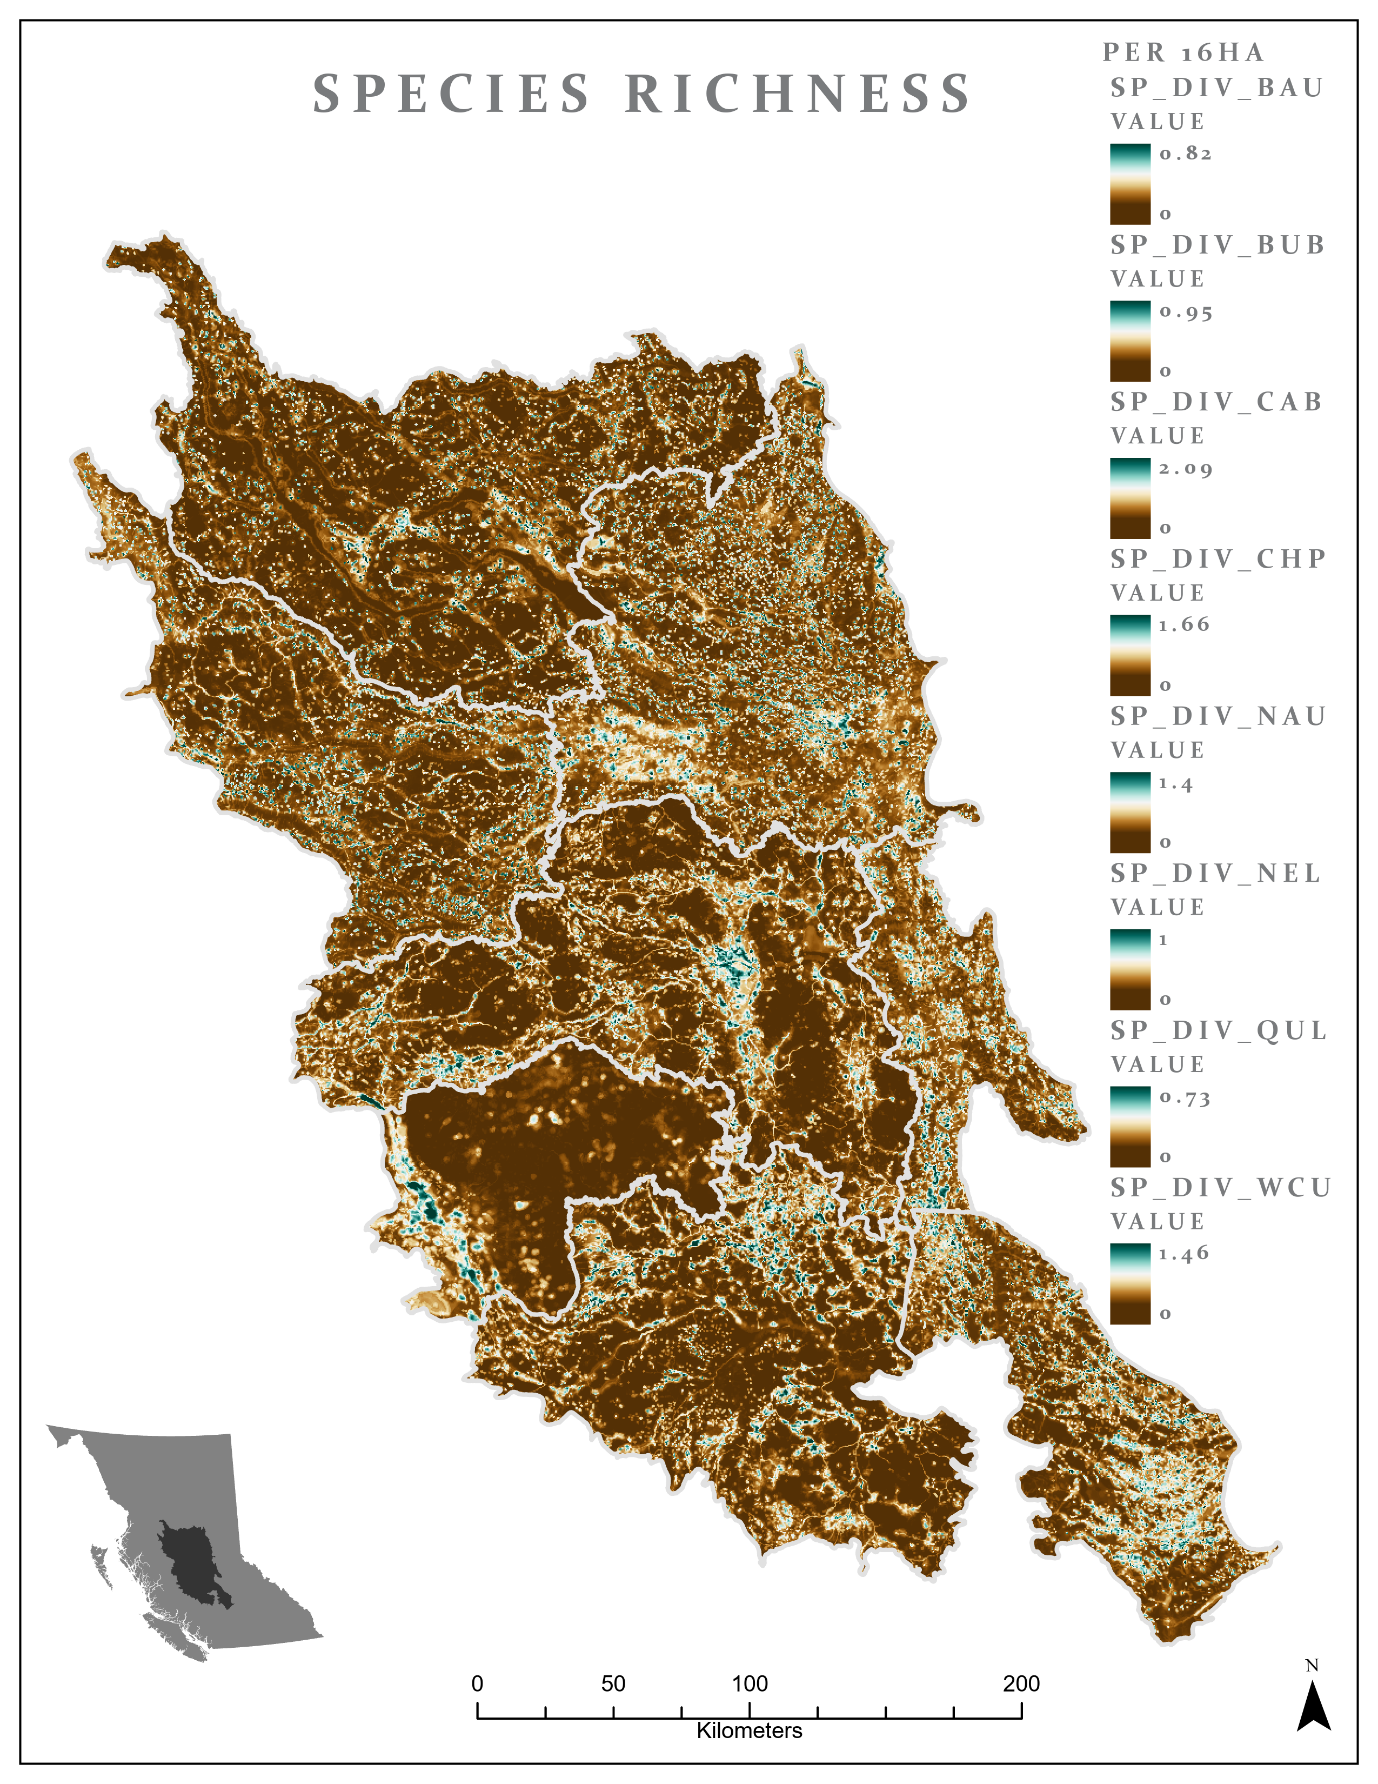 SPECIES RICHNESS
PER 16HA
SP_DIV_BAU
VALUE
0.82
0
SP_DIV_BUB
VALUE
0.95
0
SP_DIV_CAB
VALUE
2.09
0
SP_DIV_CHP
VALUE
1.66
0
SP_DIV_NAU
VALUE
1.4
0
SP_DIV_NEL
VALUE
1
0
SP_DIV_QUL
VALUE
0.73
0
SP_DIV_WCU
VALUE
1.46
0
0 50 100 200
Kilometers
N